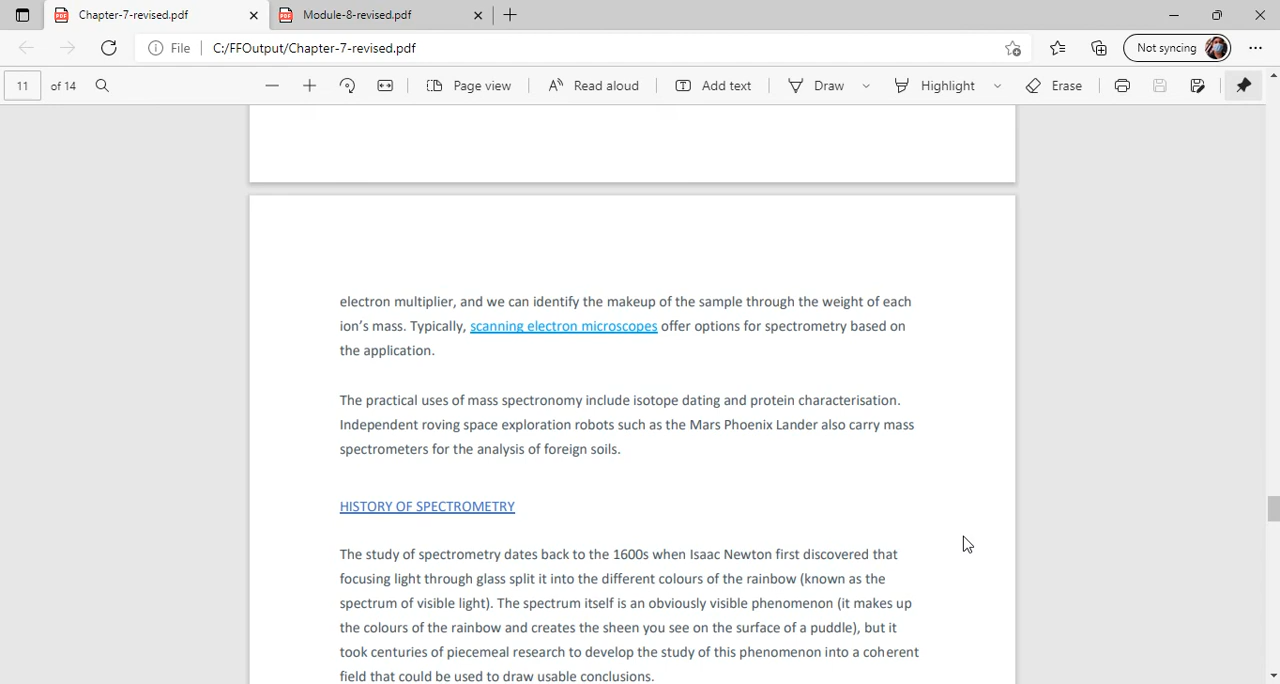 Chapter-7-revised.pdf
Module-8-revised.pdf
File
C:/FFOutput/Chapter-7-revised.pdf
Not syncing
11 of 14
Page view
Read aloud
Add text
Draw
Highlight
Erase
electron multiplier, and we can identify the makeup of the sample through the weight of each
ion's mass. Typically, scanning electron microscopes offer options for spectrometry based on
the application.
The practical uses of mass spectronomy include isotope dating and protein characterisation.
Independent roving space exploration robots such as the Mars Phoenix Lander also carry mass
spectrometers for the analysis of foreign soils.
HISTORY OF SPECTROMETRY
The study of spectrometry dates back to the 1600s when Isaac Newton first discovered that
focusing light through glass split it into the different colours of the rainbow (known as the
spectrum of visible light). The spectrum itself is an obviously visible phenomenon (it makes up
the colours of the rainbow and creates the sheen you see on the surface of a puddle), but it
took centuries of piecemeal research to develop the study of this phenomenon into a coherent
field that could be used to draw usable conclusions.